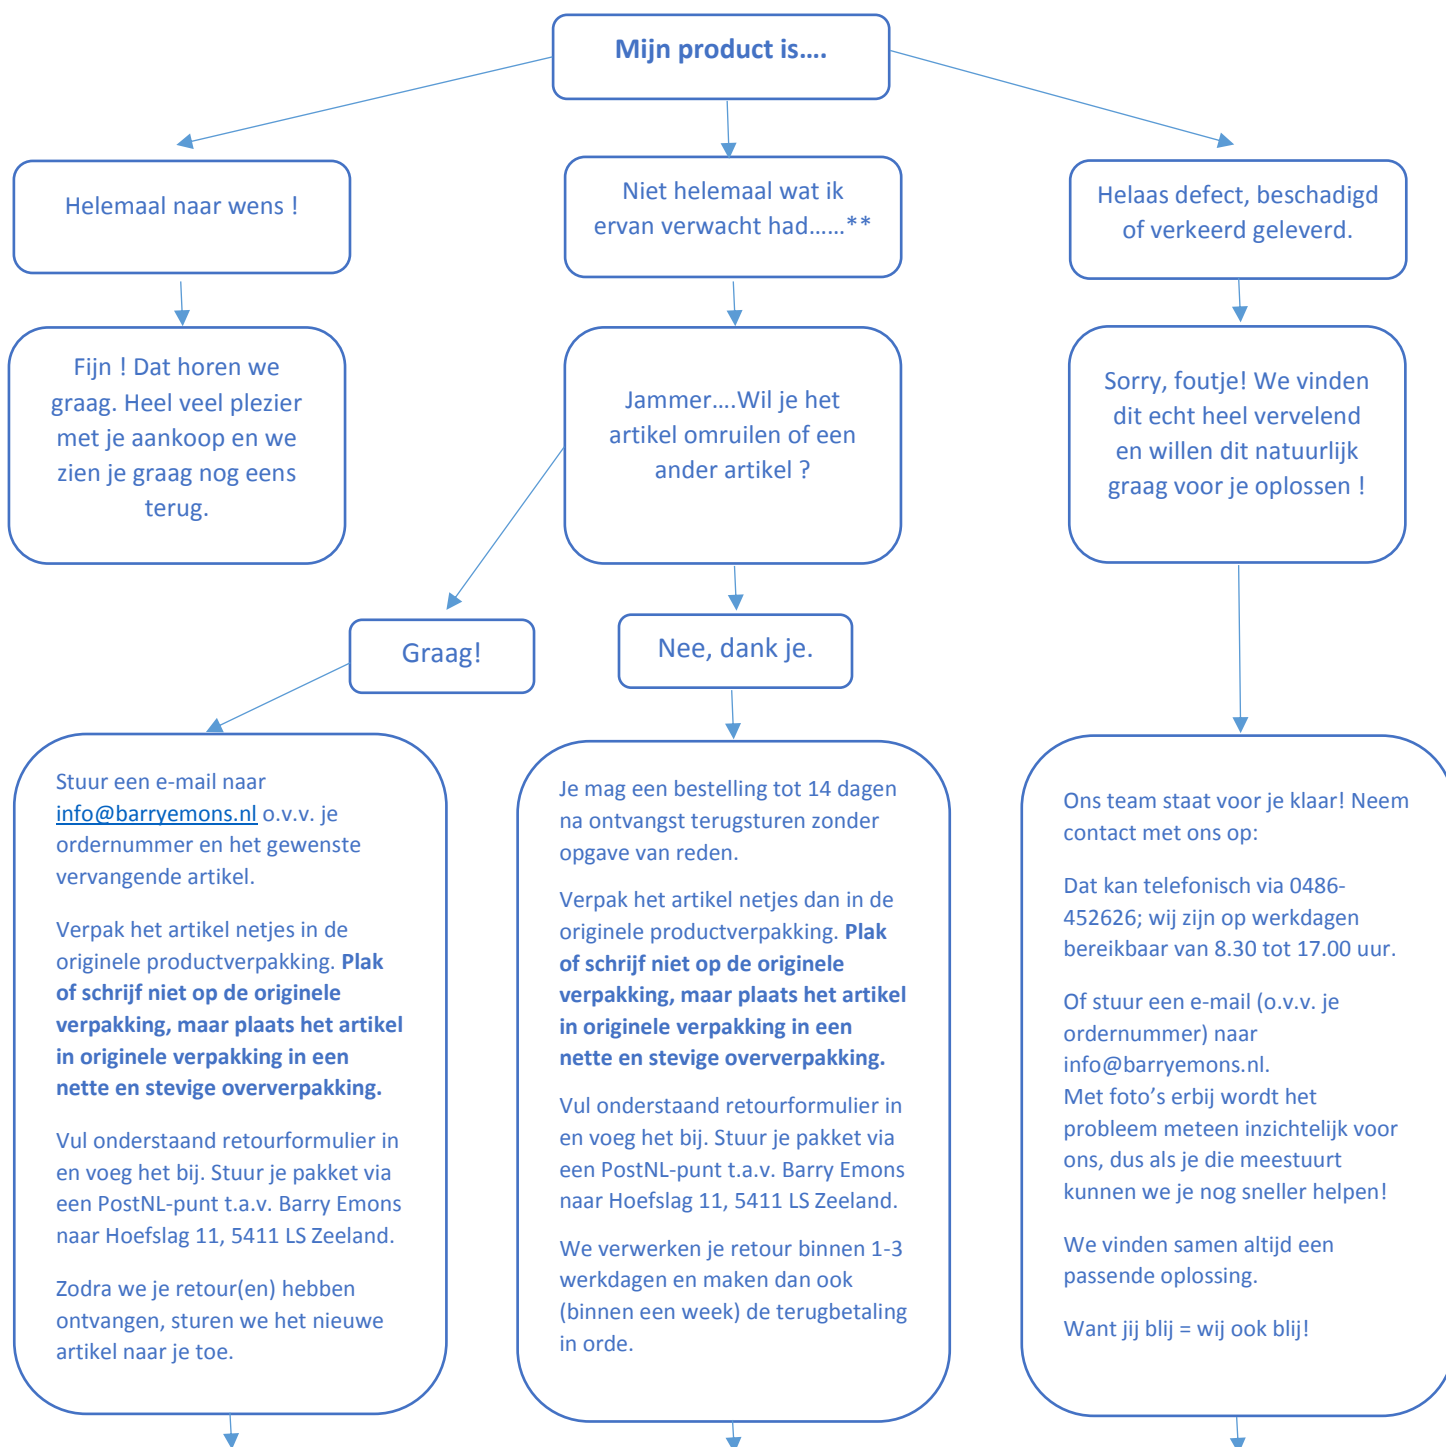 Mijn product is….
Helemaal naar wens !
Niet helemaal wat ik
ervan verwacht had……**
Helaas defect, beschadigd
of verkeerd geleverd.
Fijn ! Dat horen we
graag. Heel veel plezier
met je aankoop en we
zien je graag nog eens
terug.
Jammer….Wil je het
artikel omruilen of een
ander artikel ?
Sorry, foutje! We vinden
dit echt heel vervelend
en willen dit natuurlijk
graag voor je oplossen !
Graag!
Nee, dank je.
Stuur een e-mail naar
info@barryemons.nl o.v.v. je
ordernummer en het gewenste
vervangende artikel.
Verpak het artikel netjes in de
originele productverpakking. Plak
of schrijf niet op de originele
verpakking, maar plaats het artikel
in originele verpakking in een
nette en stevige oververpakking.
Vul onderstaand retourformulier in
en voeg het bij. Stuur je pakket via
een PostNL-punt t.a.v. Barry Emons
naar Hoefslag 11, 5411 LS Zeeland.
Zodra we je retour(en) hebben
ontvangen, sturen we het nieuwe
artikel naar je toe.
Je mag een bestelling tot 14 dagen
na ontvangst terugsturen zonder
opgave van reden.
Verpak het artikel netjes dan in de
originele productverpakking. Plak
of schrijf niet op de originele
verpakking, maar plaats het artikel
in originele verpakking in een
nette en stevige oververpakking.
Vul onderstaand retourformulier in
en voeg het bij. Stuur je pakket via
een PostNL-punt t.a.v. Barry Emons
naar Hoefslag 11, 5411 LS Zeeland.
We verwerken je retour binnen 1-3
werkdagen en maken dan ook
(binnen een week) de terugbetaling
in orde.
Ons team staat voor je klaar! Neem
contact met ons op:
Dat kan telefonisch via 0486-
452626; wij zijn op werkdagen
bereikbaar van 8.30 tot 17.00 uur.
Of stuur een e-mail (o.v.v. je
ordernummer) naar
info@barryemons.nl.
Met foto’s erbij wordt het
probleem meteen inzichtelijk voor
ons, dus als je die meestuurt
kunnen we je nog sneller helpen!
We vinden samen altijd een
passende oplossing.
Want jij blij = wij ook blij!